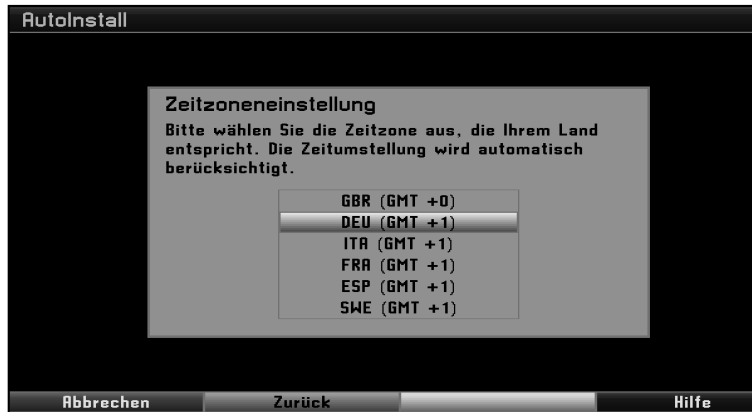 AutoInstall
Zeitzoneneinstellung
Bitte wählen Sie die Zeitzone aus, die Ihrem Land
entspricht. Die Zeitumstellung wird automatisch
berücksichtigt.
GBR (GMT +0)
DEU (GMT +1)
ITA (GMT +1)
FRA (GMT +1)
ESP (GMT +1)
SWE (GMT +1)
Abbrechen Zurück Hilfe